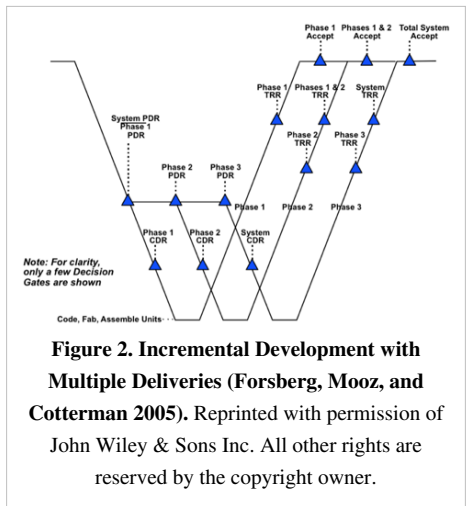 Phase 1 Accept
Phases 1 & 2 Accept
Total System Accept
Phase 1 TRR
Phases 1 & 2 TRR
System TRR
System PDR
Phase 1 PDR
Phase 2 TRR
Phase 3 TRR
Phase 2 PDR
Phase 3 PDR
Phase 1
Phase 2
Phase 3
Phase 1 CDR
Phase 2 CDR
System CDR
Note: For clarity,
only a few Decision
Gates are shown
Code, Fab, Assemble Units
Figure 2. Incremental Development with
Multiple Deliveries (Forsberg, Mooz, and
Cotterman 2005). Reprinted with permission of
John Wiley & Sons Inc. All other rights are
reserved by the copyright owner.